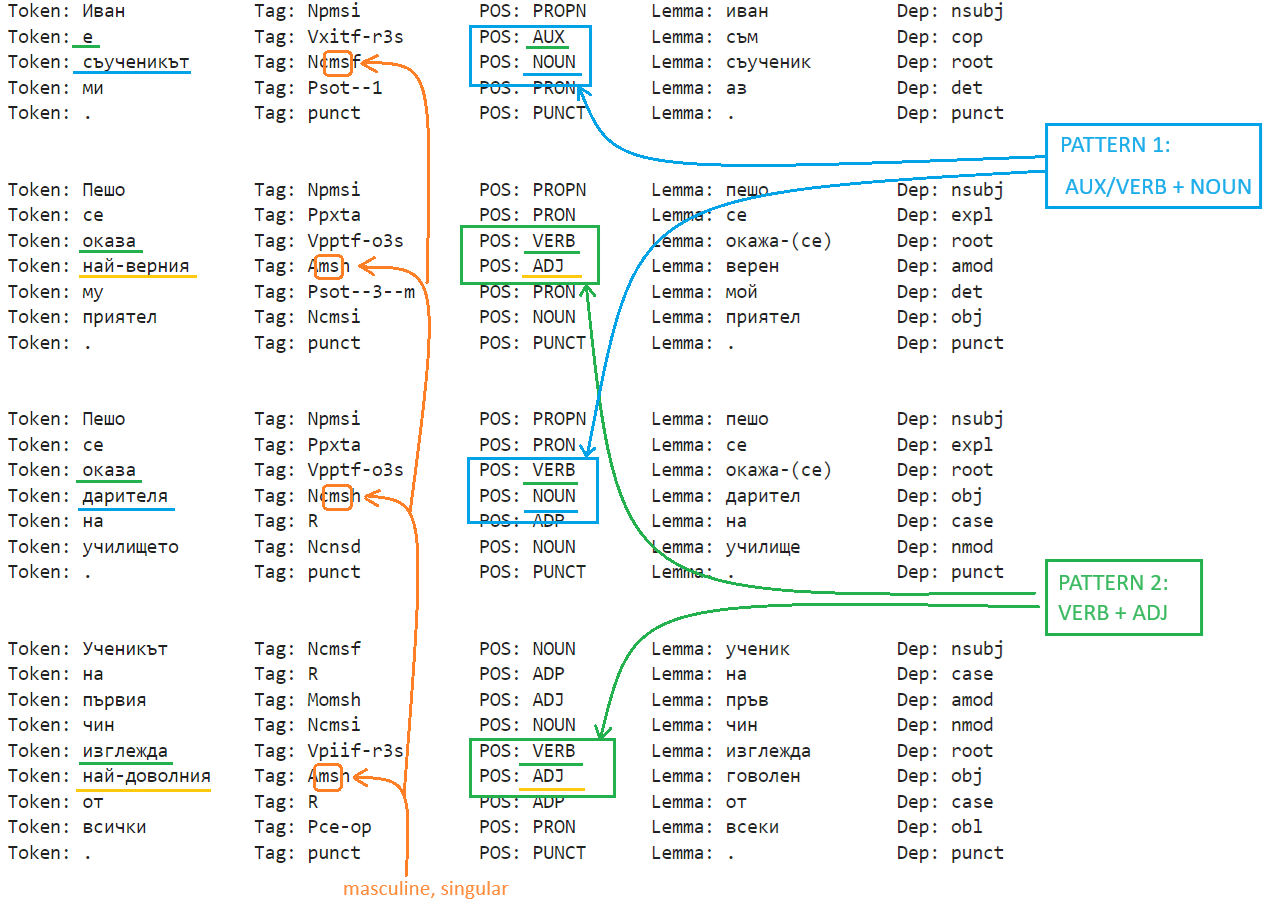 Token: Иван Tag: Npmsi POS: PROPN Lemma: иван Dep: nsubj
Token: е Tag: Vxitf-r3s POS: AUX Lemma: съм Dep: cop
Token: съученикът Tag: Ncmsf POS: NOUN Lemma: съученик Dep: root
Token: ми Tag: Psot--1 POS: PRON Lemma: аз Dep: det
Token: . Tag: punct POS: PUNCT Lemma: . Dep: punct
PATTERN 1:
AUX/VERB + NOUN
Token: Пешо Tag: Npmsi POS: PROPN Lemma: пешо Dep: nsubj
Token: се Tag: Ppxta POS: PRON Lemma: се Dep: expl
Token: оказа Tag: Vpptf-o3s POS: VERB Lemma: окажа-(се) Dep: root
Token: най-верния Tag: Amsh POS: ADJ Lemma: верен Dep: amod
Token: му Tag: Psot--3--m POS: PRON Lemma: мой Dep: det
Token: приятел Tag: Ncmsi POS: NOUN Lemma: приятел Dep: obj
Token: . Tag: punct POS: PUNCT Lemma: . Dep: punct
Token: Пешо Tag: Npmsi POS: PROPN Lemma: пешо Dep: nsubj
Token: се Tag: Ppxta POS: PRON Lemma: се Dep: expl
Token: оказа Tag: Vpptf-o3s POS: VERB Lemma: окажа-(се) Dep: root
Token: дарителя Tag: Ncmsh POS: NOUN Lemma: дарител Dep: obj
Token: на Tag: R POS: ADP Lemma: на Dep: case
Token: училището Tag: Ncnsd POS: NOUN Lemma: училище Dep: nmod
Token: . Tag: punct POS: PUNCT Lemma: . Dep: punct
PATTERN 2:
VERB + ADJ
Token: Ученикът Tag: Ncmsf POS: NOUN Lemma: ученик Dep: nsubj
Token: на Tag: R POS: ADP Lemma: на Dep: case
Token: първия Tag: Momsh POS: ADJ Lemma: пръв Dep: amod
Token: чин Tag: Ncmsi POS: NOUN Lemma: чин Dep: nmod
Token: изглежда Tag: Vpiif-r3s POS: VERB Lemma: изглежда Dep: root
Token: най-доволния Tag: Amsh POS: ADJ Lemma: говолен Dep: obj
Token: от Tag: R POS: ADP Lemma: от Dep: case
Token: всички Tag: Pce-op POS: PRON Lemma: всеки Dep: obl
Token: . Tag: punct POS: PUNCT Lemma: . Dep: punct
masculine, singular